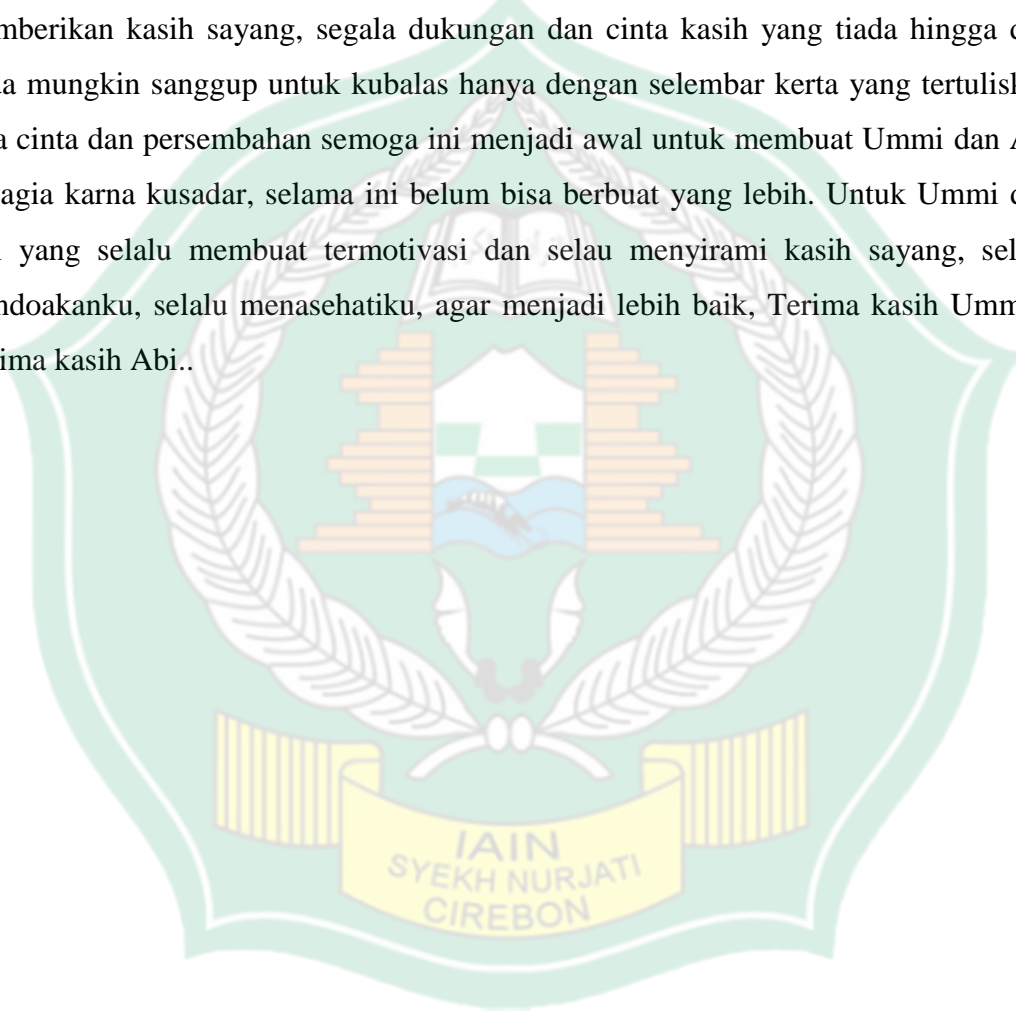 mberikan kasih sayang, segala dukungan dan cinta kasih yang tiada hingga d
a mungkin sanggup untuk kubalas hanya dengan selembar kerta yang tertulisk
a cinta dan persembahan semoga ini menjadi awal untuk membuat Ummi dan A
agia karna kusadar, selama ini belum bisa berbuat yang lebih. Untuk Ummi d
yang selalu membuat termotivasi dan selau menyirami kasih sayang, sel
ndoakanku, selalu menasehatiku, agar menjadi lebih baik, Terima kasih Umm
ima kasih Abi..
IAIN
SYEKH NURJATI
CIREBON